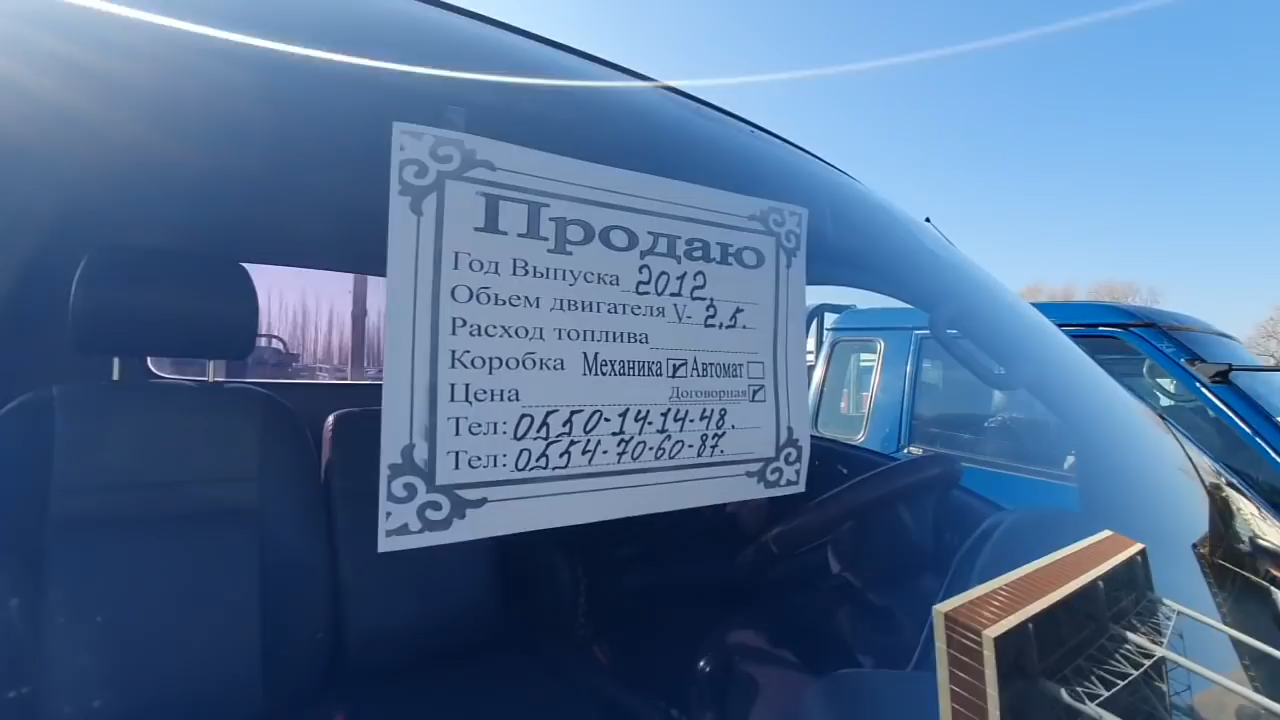 Продаю
Год Выпуска 2012.
Обьем двигателя V- 2,5.
Расход топлива
Коробка Механика ☑ Автомат ☐
Цена Договорная ☑
Тел: 0550-14-14-48.
Тел: 0554-70-60-87.